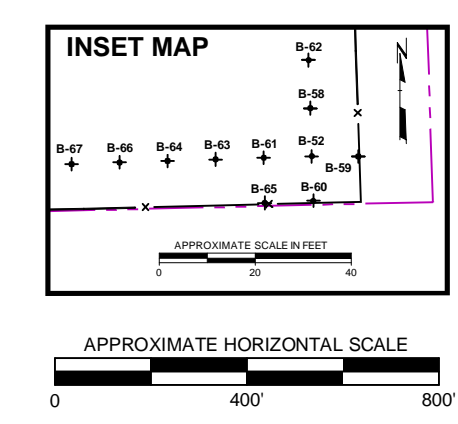 INSET MAP
B-62
N
B-58
B-67 B-66 B-64 B-63 B-61 B-52
B-59
B-65 B-60
APPROXIMATE SCALE IN FEET
0 20 40
APPROXIMATE HORIZONTAL SCALE
0 400' 800'